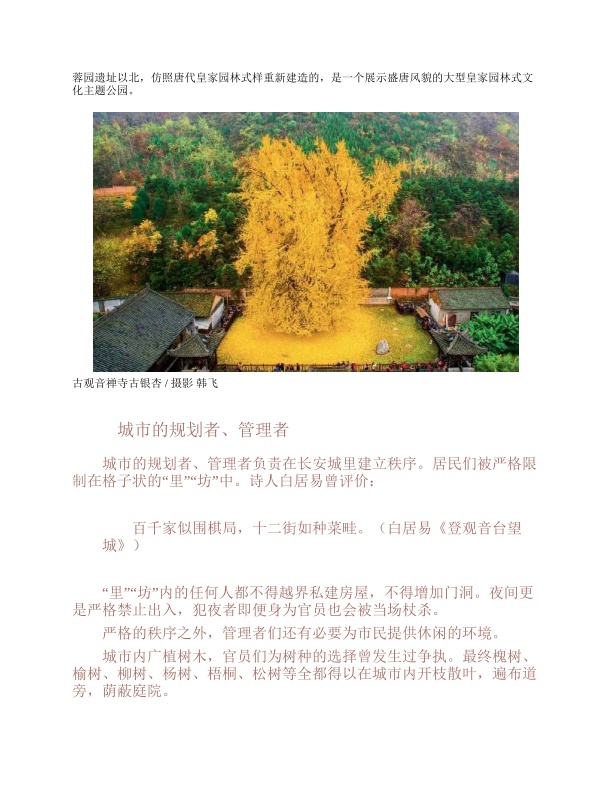 蓉园遗址以北，仿照唐代皇家园林式样重新建造的，是一个展示盛唐风貌的大型皇家园林式文
化主题公园。
古观音禅寺古银杏 / 摄影 韩飞
城市的规划者、管理者
城市的规划者、管理者负责在长安城里建立秩序。居民们被严格限
制在格子状的“里”“坊”中。诗人白居易曾评价：
百千家似围棋局，十二街如种菜畦。（白居易《登观音台望
城》）
“里”“坊”内的任何人都不得越界私建房屋，不得增加门洞。夜间更
是严格禁止出入，犯夜者即便身为官员也会被当场杖杀。
严格的秩序之外，管理者们还有必要为市民提供休闲的环境。
城市内广植树木，官员们为树种的选择曾发生过争执。最终槐树、
榆树、柳树、杨树、梧桐、松树等全都得以在城市内开枝散叶，遍布道
旁，荫蔽庭院。